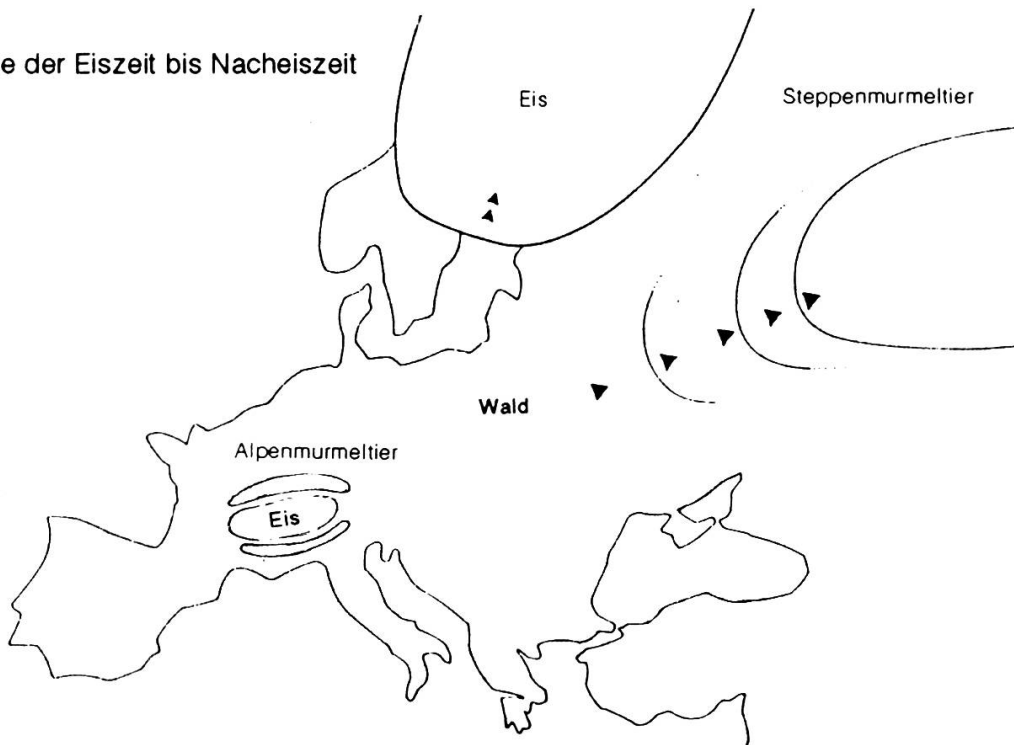 e der Eiszeit bis Nacheiszeit
Eis
Steppenmurmeltier
Wald
Alpenmurmeltier
Eis